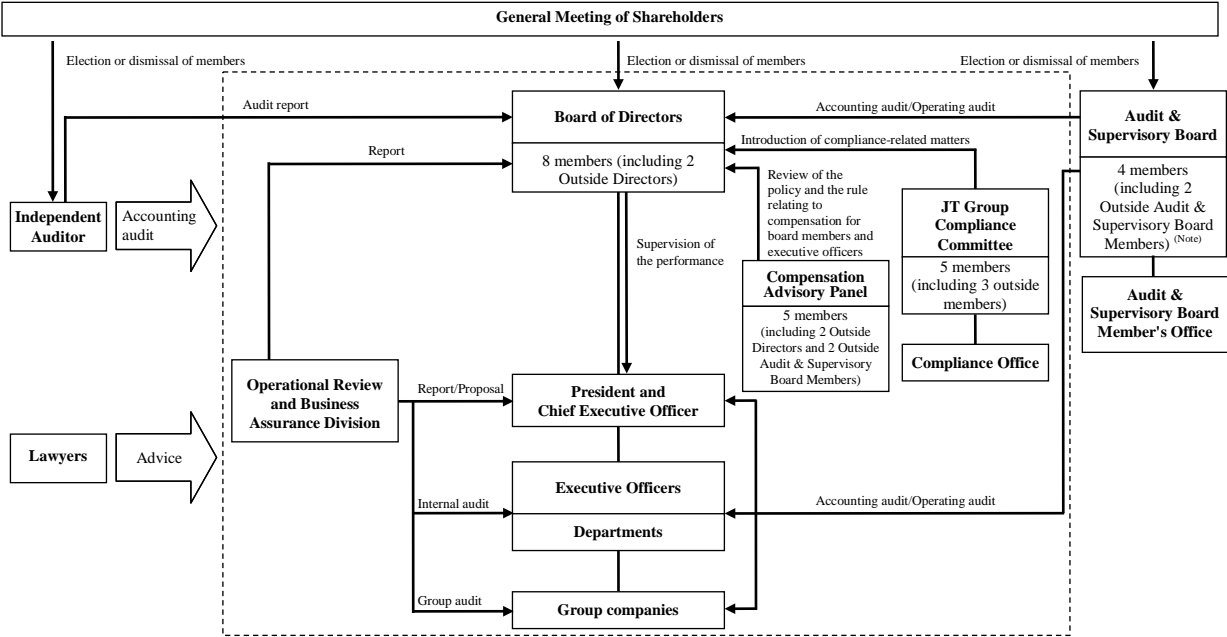 General Meeting of Shareholders
Election or dismissal of members
Election or dismissal of members
Election or dismissal of members
Audit report
Board of Directors
8 members (including 2
Outside Directors)
Accounting audit/Operating audit
Audit &
Supervisory Board
4 members
(including 2
Outside Audit &
Supervisory Board
Members) (Note)
Introduction of compliance-related matters
Report
Review of the
policy and the rule
relating to
compensation for
board members and
executive officers
Independent
Auditor
Accounting
audit
JT Group
Compliance
Committee
5 members
(including 3 outside
members)
Supervision of
the performance
Compensation
Advisory Panel
5 members
(including 2 Outside
Directors and 2 Outside
Audit & Supervisory
Board Members)
Audit &
Supervisory Board
Member's Office
Compliance Office
Operational Review
and Business
Assurance Division
Report/Proposal
President and
Chief Executive Officer
Lawyers
Advice
Executive Officers
Departments
Internal audit
Accounting audit/Operating audit
Group audit
Group companies